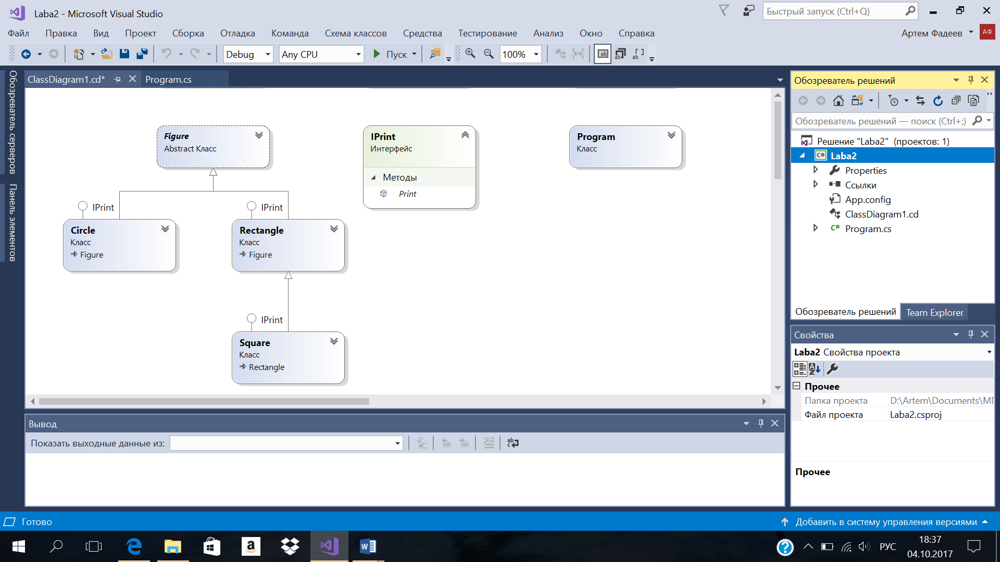 Laba2 - Microsoft Visual Studio
Быстрый запуск (Ctrl+Q)
Файл Правка Вид Проект Сборка Отладка Команда Схема классов Средства Тестирование Анализ Окно Справка
Артем Фадеев АФ
Debug Any CPU Пуск 100%
Обозреватель серверов
Панель элементов
ClassDiagram1.cd* Program.cs
Figure
Abstract Класс
IPrint
Интерфейс
Методы
Print
Program
Класс
IPrint
Circle
Класс
Figure
IPrint
Rectangle
Класс
Figure
IPrint
Square
Класс
Rectangle
Обозреватель решений
Обозреватель решений — поиск (Ctrl+;)
Решение "Laba2" (проектов: 1)
Laba2
Properties
Ссылки
App.config
ClassDiagram1.cd
Program.cs
Обозреватель решений Team Explorer
Свойства
Laba2 Свойства проекта
Прочее
Папка проекта D:\Artem\Documents\МГ
Файл проекта Laba2.csproj
Прочее
Вывод
Показать выходные данные из:
Готово
Добавить в систему управления версиями
РУС
18:37
04.10.2017